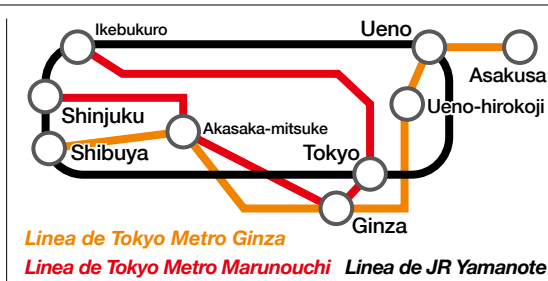 Ikebukuro
Ueno
Asakusa
Shinjuku
Ueno-hirokoji
Akasaka-mitsuke
Shibuya
Tokyo
Ginza
Linea de Tokyo Metro Ginza
Linea de Tokyo Metro Marunouchi Linea de JR Yamanote